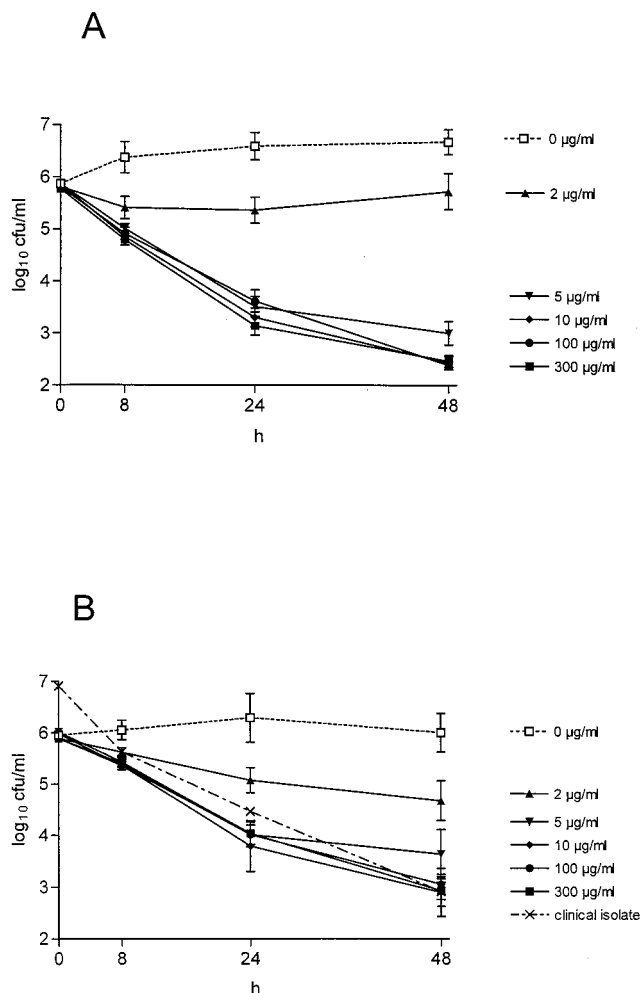 A
7
6
5
4
3
2
log10 cfu/ml
0
8
24
48
h
0 µg/ml
2 µg/ml
5 µg/ml
10 µg/ml
100 µg/ml
300 µg/ml
B
7
6
5
4
3
2
log10 cfu/ml
0
8
24
48
h
0 µg/ml
2 µg/ml
5 µg/ml
10 µg/ml
100 µg/ml
300 µg/ml
clinical isolate